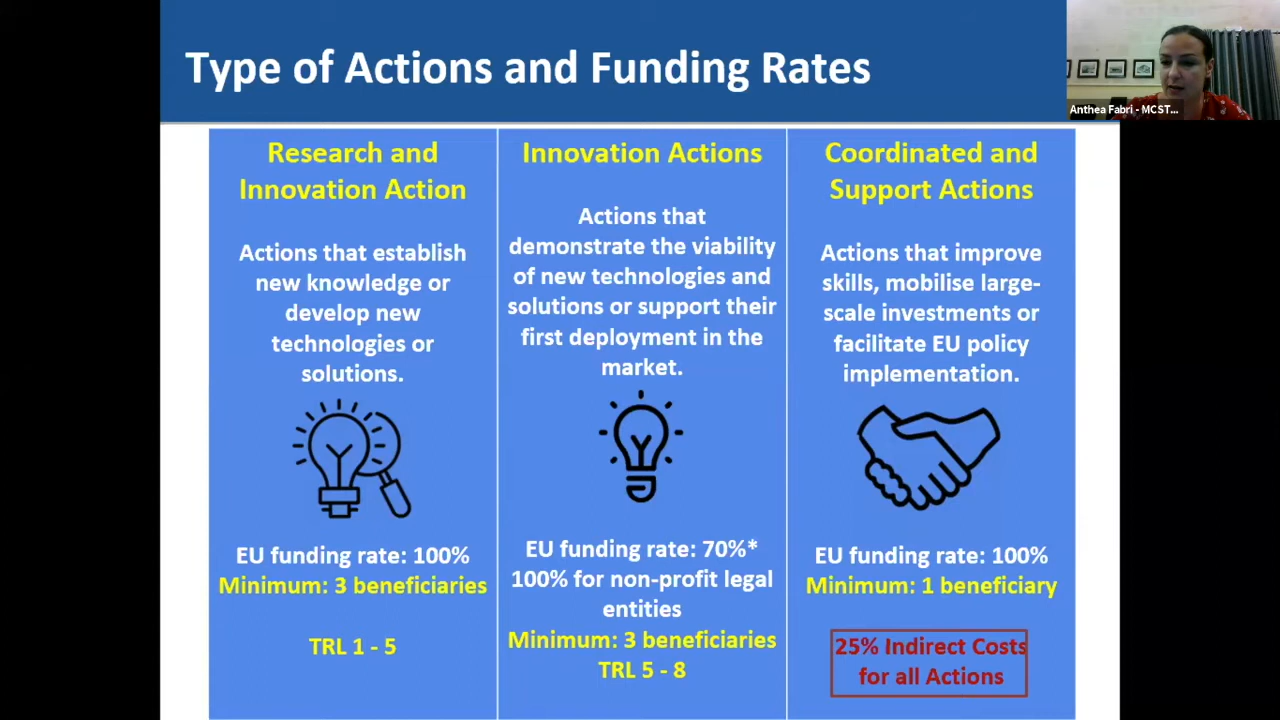 Type of Actions and Funding Rates
Anthea Fabri - MCST...
Research and
Innovation Action
Actions that establish
new knowledge or
develop new
technologies or
solutions.
EU funding rate: 100%
Minimum: 3 beneficiaries
TRL 1 - 5
Innovation Actions
Actions that
demonstrate the viability
of new technologies and
solutions or support their
first deployment in the
market.
EU funding rate: 70%*
100% for non-profit legal
entities
Minimum: 3 beneficiaries
TRL 5 - 8
Coordinated and
Support Actions
Actions that improve
skills, mobilise large-
scale investments or
facilitate EU policy
implementation.
EU funding rate: 100%
Minimum: 1 beneficiary
25% Indirect Costs
for all Actions